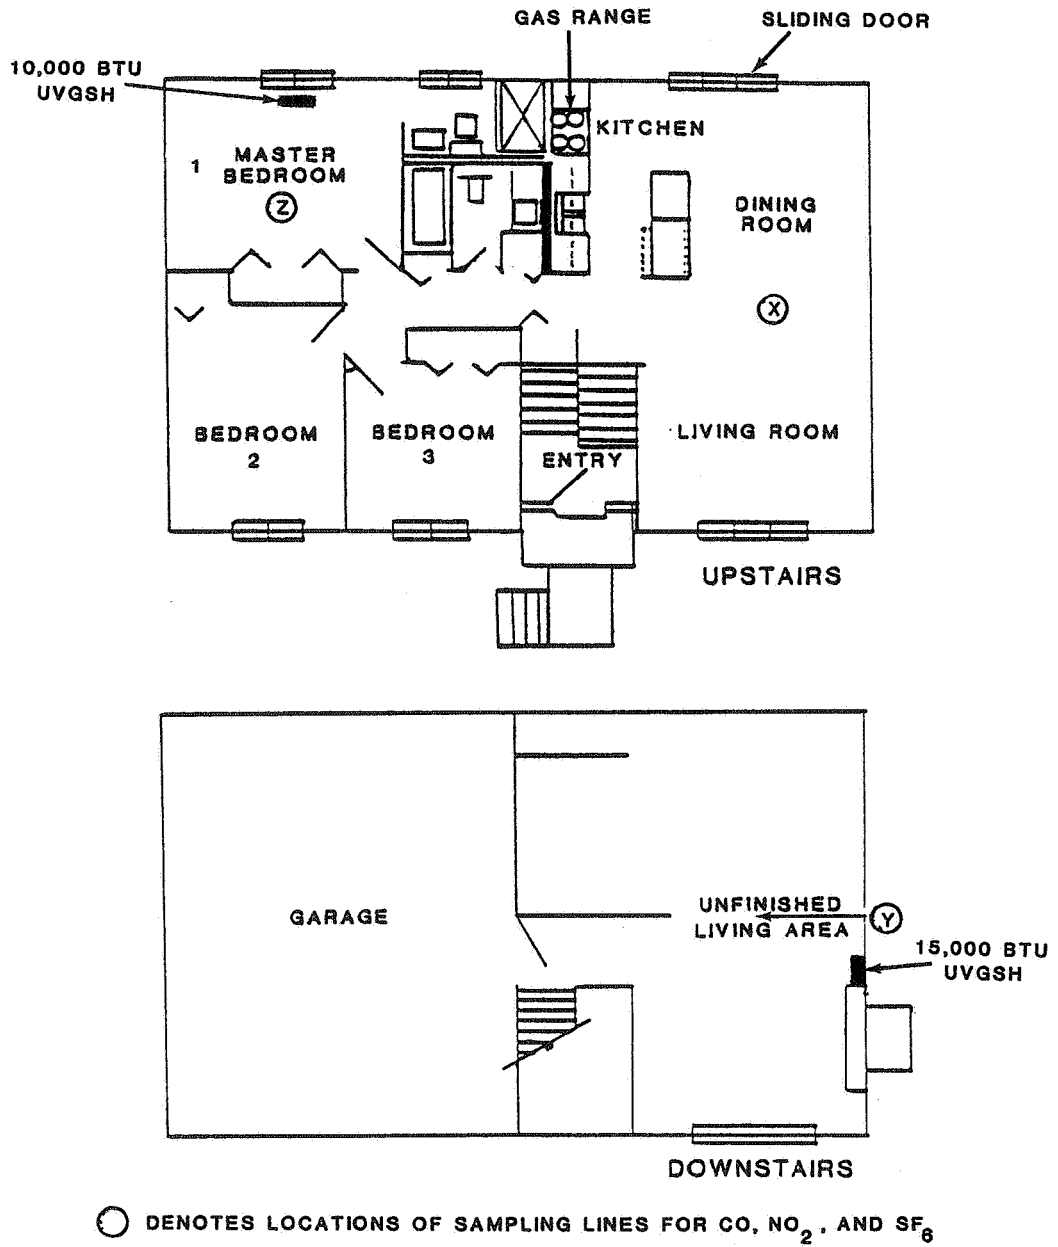 GAS RANGE
SLIDING DOOR
10,000 BTU
UVGSH
KITCHEN
1
MASTER
BEDROOM
Z
DINING
ROOM
X
BEDROOM
2
BEDROOM
3
ENTRY
LIVING ROOM
UPSTAIRS
GARAGE
UNFINISHED
LIVING AREA
Y
15,000 BTU
UVGSH
DOWNSTAIRS
DENOTES LOCATIONS OF SAMPLING LINES FOR CO, NO2, AND SF6